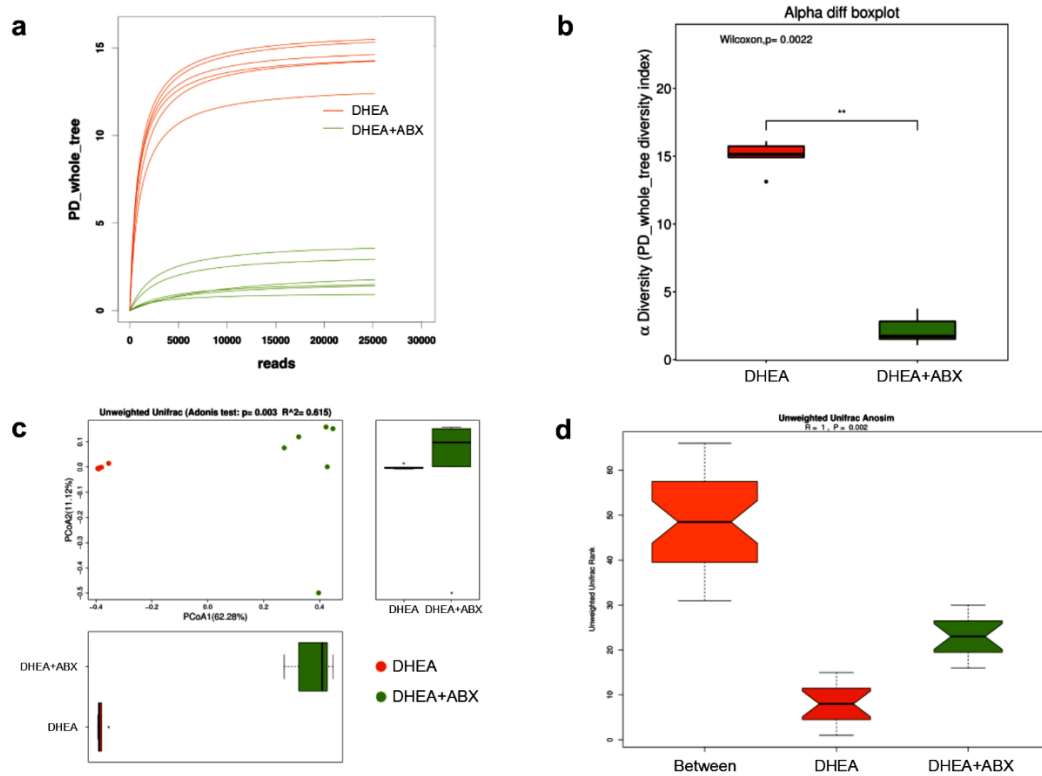 a
PD_whole_tree
15
10
5
0
DHEA
DHEA+ABX
0 5000 10000 15000 20000 25000 30000
reads
b
Alpha diff boxplot
Wilcoxon,p= 0.0022
**
α Diversity (PD_whole_tree diversity index)
20
15
10
5
0
DHEA DHEA+ABX
c
Unweighted Unifrac (Adonis test: p= 0.003 R^2= 0.615)
PCoA2(11.12%)
0.1
0.0
-0.1
-0.2
-0.3
-0.4
-0.5
-0.4 -0.2 0.0 0.2 0.4
PCoA1(62.28%)
DHEA DHEA+ABX
DHEA+ABX
DHEA
DHEA
DHEA+ABX
d
Unweighted Unifrac Anosim
R = 1 , P = 0.002
Unweighted Unifrac Rank
60
50
40
30
20
10
0
Between DHEA DHEA+ABX